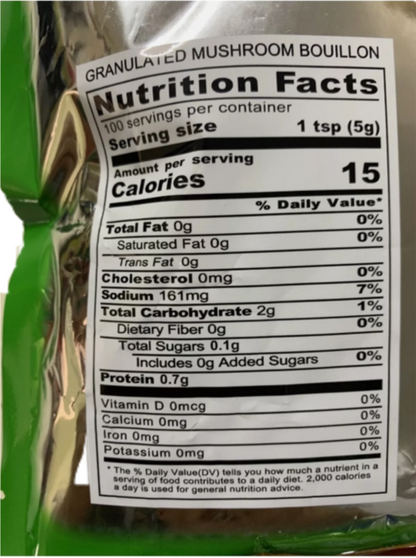 GRANULATED MUSHROOM BOUILLON
Nutrition Facts
100 servings per container
Serving size 1 tsp (5g)
Amount per serving
Calories 15
% Daily Value*
Total Fat 0g 0%
Saturated Fat 0g 0%
Trans Fat 0g
Cholesterol 0mg 0%
Sodium 161mg 7%
Total Carbohydrate 2g 1%
Dietary Fiber 0g 0%
Total Sugars 0.1g
Includes 0g Added Sugars 0%
Protein 0.7g
Vitamin D 0mcg 0%
Calcium 0mg 0%
Iron 0mg 0%
Potassium 0mg 0%
* The % Daily Value(DV) tells you how much a nutrient in a
serving of food contributes to a daily diet. 2,000 calories
a day is used for general nutrition advice.